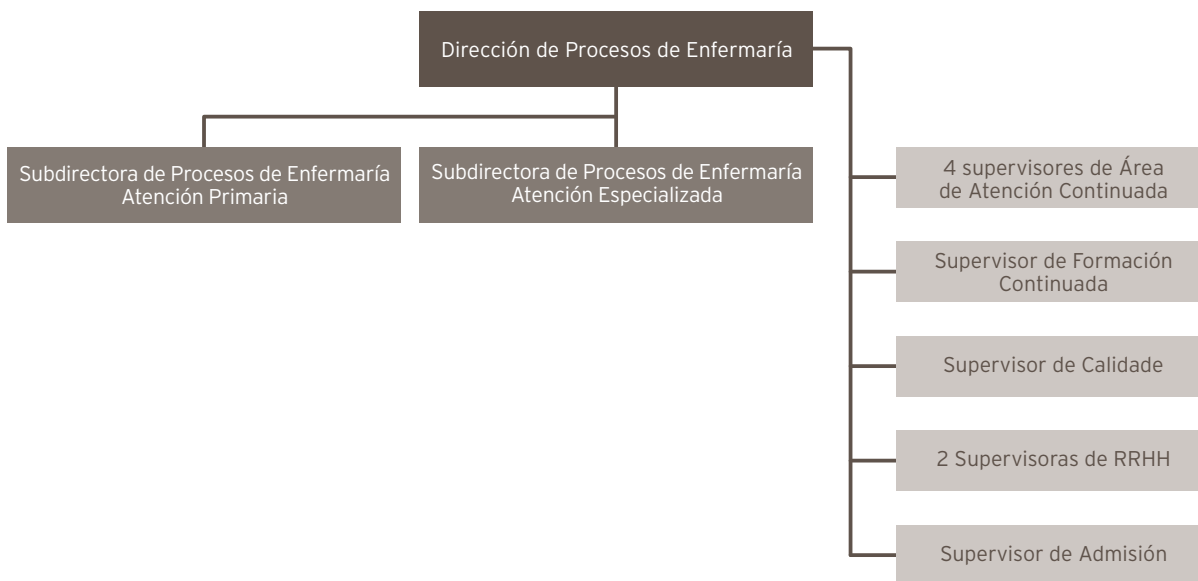 Dirección de Procesos de Enfermaría
Subdirectora de Procesos de Enfermaría
Atención Primaria
Subdirectora de Procesos de Enfermaría
Atención Especializada
4 supervisores de Área
de Atención Continuada
Supervisor de Formación
Continuada
Supervisor de Calidade
2 Supervisoras de RRHH
Supervisor de Admisión